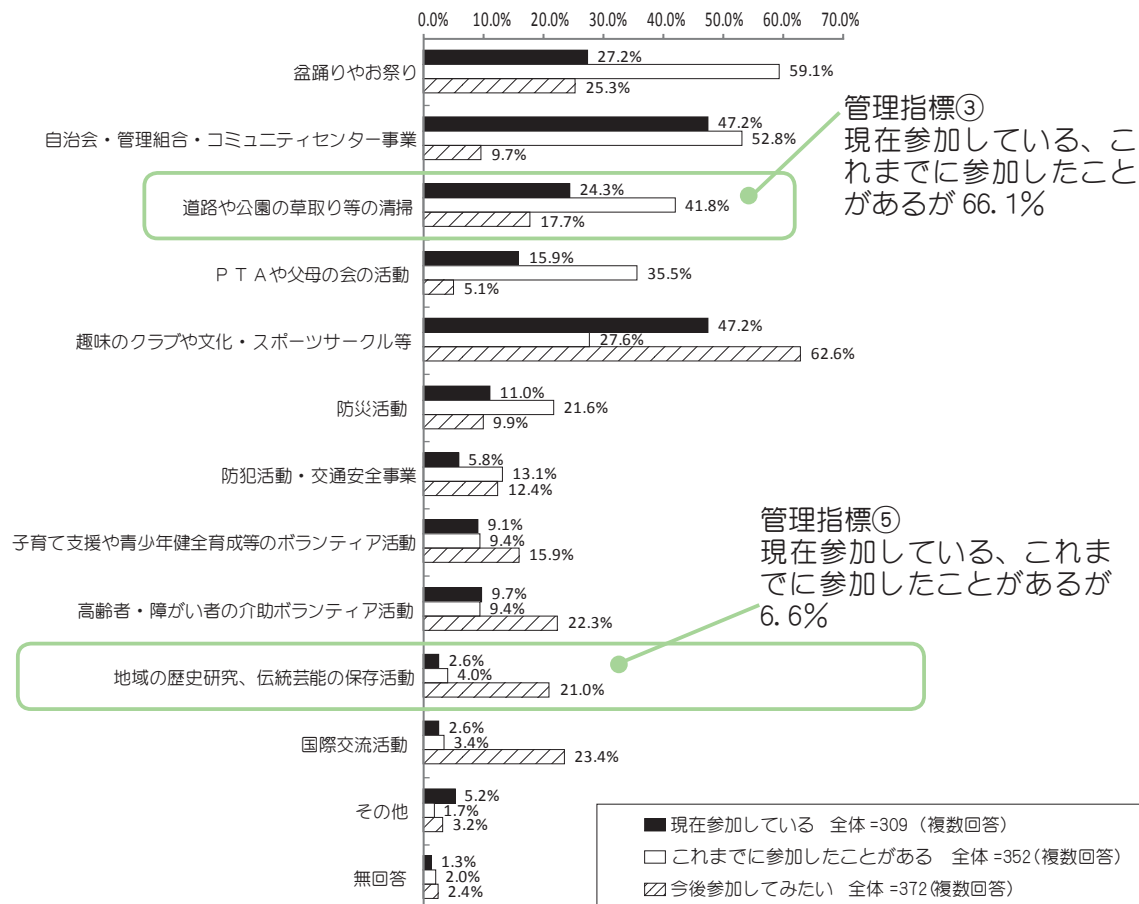 0.0% 10.0% 20.0% 30.0% 40.0% 50.0% 60.0% 70.0%
盆踊りやお祭り
27.2%
59.1%
25.3%
自治会・管理組合・コミュニティセンター事業
47.2%
52.8%
9.7%
道路や公園の草取り等の清掃
24.3%
41.8%
17.7%
管理指標③
現在参加している、こ
れまでに参加したこと
があるが 66.1%
ＰＴＡや父母の会の活動
15.9%
35.5%
5.1%
趣味のクラブや文化・スポーツサークル等
47.2%
27.6%
62.6%
防災活動
11.0%
21.6%
9.9%
防犯活動・交通安全事業
5.8%
13.1%
12.4%
子育て支援や青少年健全育成等のボランティア活動
9.1%
9.4%
15.9%
管理指標⑤
現在参加している、これま
でに参加したことがあるが
6.6%
高齢者・障がい者の介助ボランティア活動
9.7%
9.4%
22.3%
地域の歴史研究、伝統芸能の保存活動
2.6%
4.0%
21.0%
国際交流活動
2.6%
3.4%
23.4%
その他
5.2%
1.7%
3.2%
無回答
1.3%
2.0%
2.4%
現在参加している 全体 =309 (複数回答)
これまでに参加したことがある 全体 =352(複数回答)
今後参加してみたい 全体 =372(複数回答)